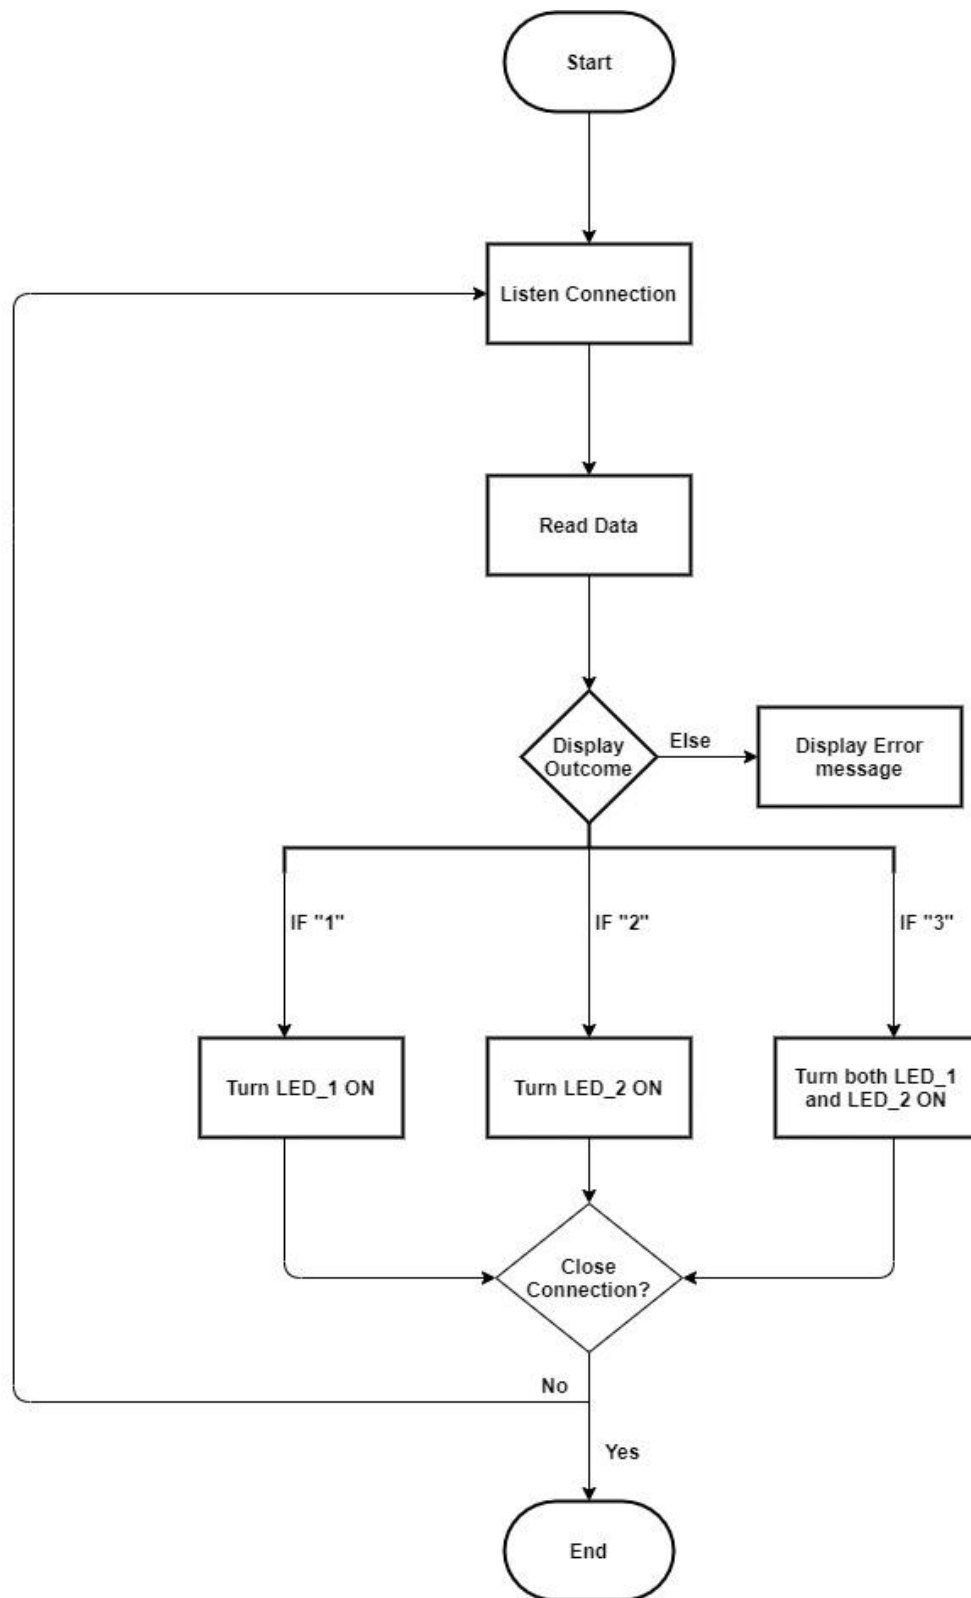 Start
Listen Connection
Read Data
Display
Outcome
Else
Display Error
message
IF "1"
IF "2"
IF "3"
Turn LED_1 ON
Turn LED_2 ON
Turn both LED_1
and LED_2 ON
Close
Connection?
No
Yes
End